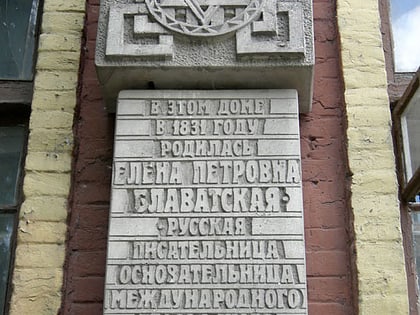 В ЭТОМ ДОМЕ
В 1831 ГОДУ
РОДИЛАСЬ
ЕЛЕНА ПЕТРОВНА
БЛАВАТСКАЯ·
·РУССКАЯ
ПИСАТЕЛЬНИЦА
ОСНОВАТЕЛЬНИЦА
МЕЖДУНАРОДНОГО